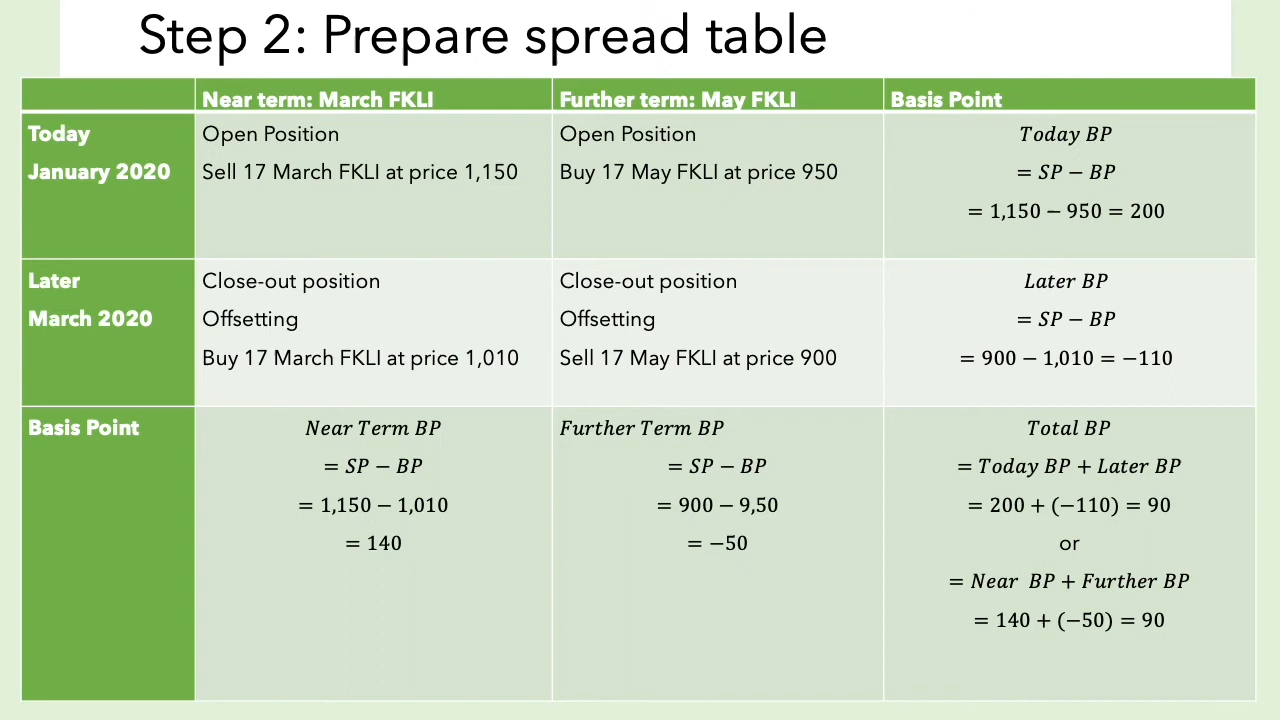 Step 2: Prepare spread table
Near term: March FKLI
Further term: May FKLI
Basis Point
Today
January 2020
Open Position
Sell 17 March FKLI at price 1,150
Open Position
Buy 17 May FKLI at price 950
Today BP
= SP − BP
= 1,150 − 950 = 200
Later
March 2020
Close-out position
Offsetting
Buy 17 March FKLI at price 1,010
Close-out position
Offsetting
Sell 17 May FKLI at price 900
Later BP
= SP − BP
= 900 − 1,010 = −110
Basis Point
Near Term BP
= SP − BP
= 1,150 − 1,010
= 140
Further Term BP
= SP − BP
= 900 − 9,50
= −50
Total BP
= Today BP + Later BP
= 200 + (−110) = 90
or
= Near BP + Further BP
= 140 + (−50) = 90